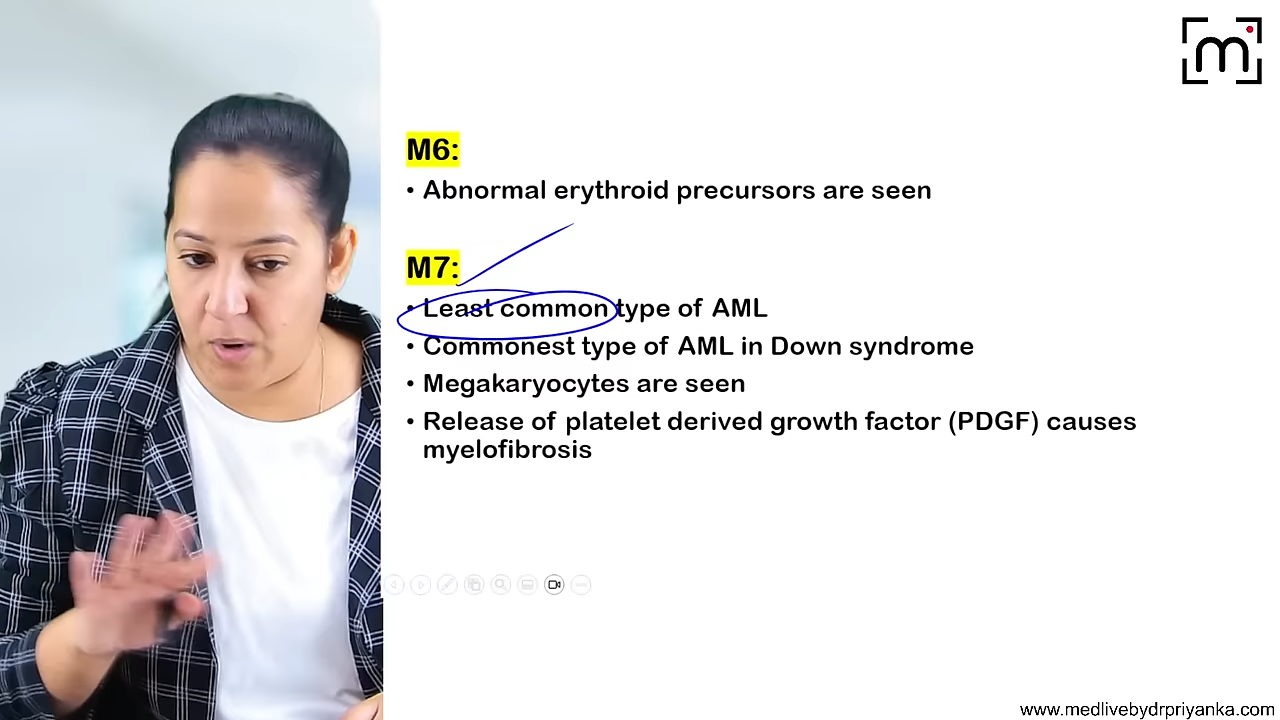 m
M6:
• Abnormal erythroid precursors are seen
M7:
• Least common type of AML
• Commonest type of AML in Down syndrome
• Megakaryocytes are seen
• Release of platelet derived growth factor (PDGF) causes
myelofibrosis
www.medlivebydrpriyanka.com